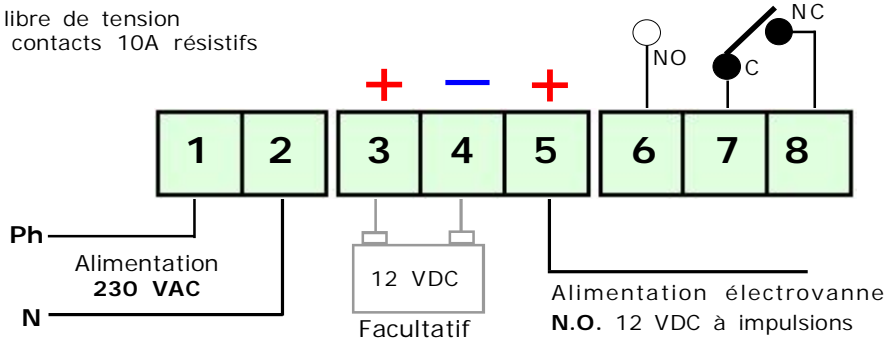 libre de tension
contacts 10A résistifs
NC
NO
C
+ — +
1 2 3 4 5 6 7 8
Ph
Alimentation
230 VAC
N
12 VDC
Facultatif
Alimentation électrovanne
N.O. 12 VDC à impulsions